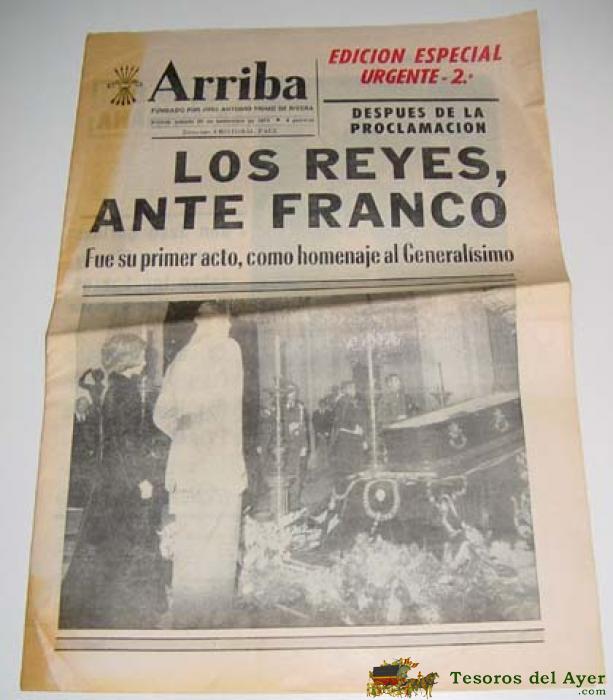 Arriba
FUNDADO POR JOSE ANTONIO PRIMO DE RIVERA
EDICION ESPECIAL
URGENTE - 2.ª
DESPUES DE LA
PROCLAMACION
LOS REYES,
ANTE FRANCO
Fue su primer acto, como homenaje al Generalísimo
Tesoros del Ayer
.com